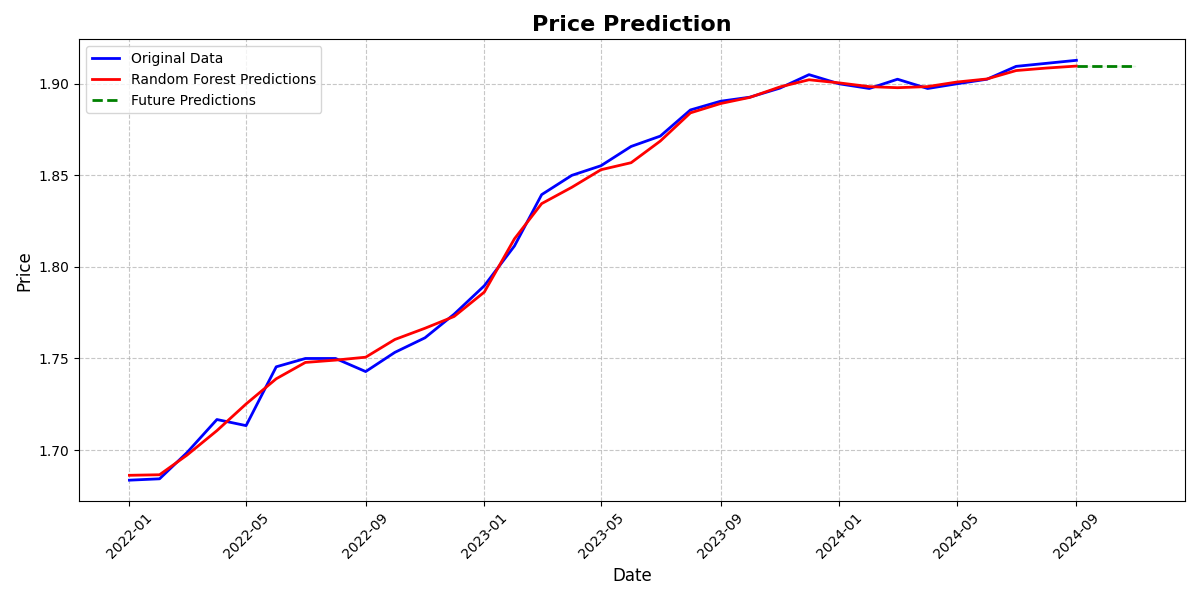 Price Prediction
Original Data
Random Forest Predictions
Future Predictions
Price
1.90
1.85
1.80
1.75
1.70
2022-01
2022-05
2022-09
2023-01
2023-05
2023-09
2024-01
2024-05
2024-09
Date